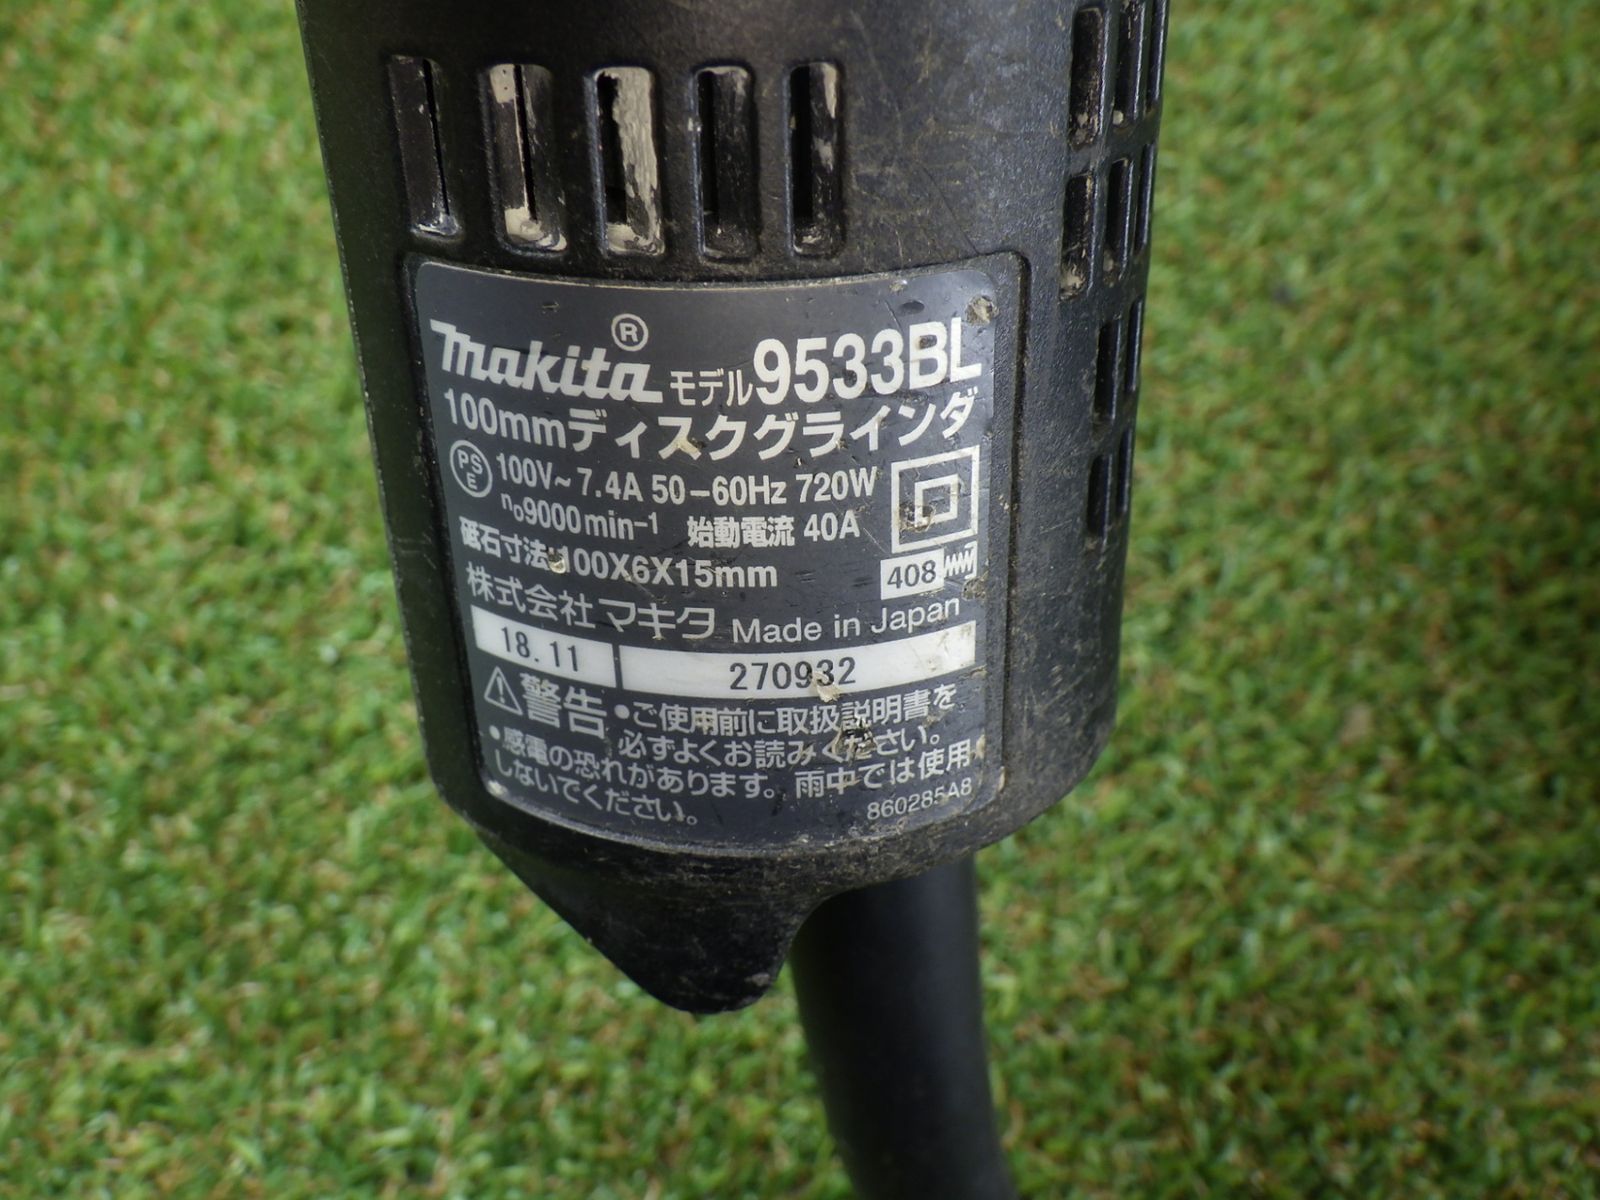 makita® モデル9533BL
100mmディスクグラインダ
PSE 100V~7.4A 50-60Hz 720W
n₀9000min⁻¹ 始動電流 40A
砥石寸法 100X6X15mm
408
株式会社マキタ Made in Japan
18.11 270932
警告 •ご使用前に取扱説明書を
必ずよくお読みください。
•感電の恐れがあります。雨中では使用
しないでください。
860285A8